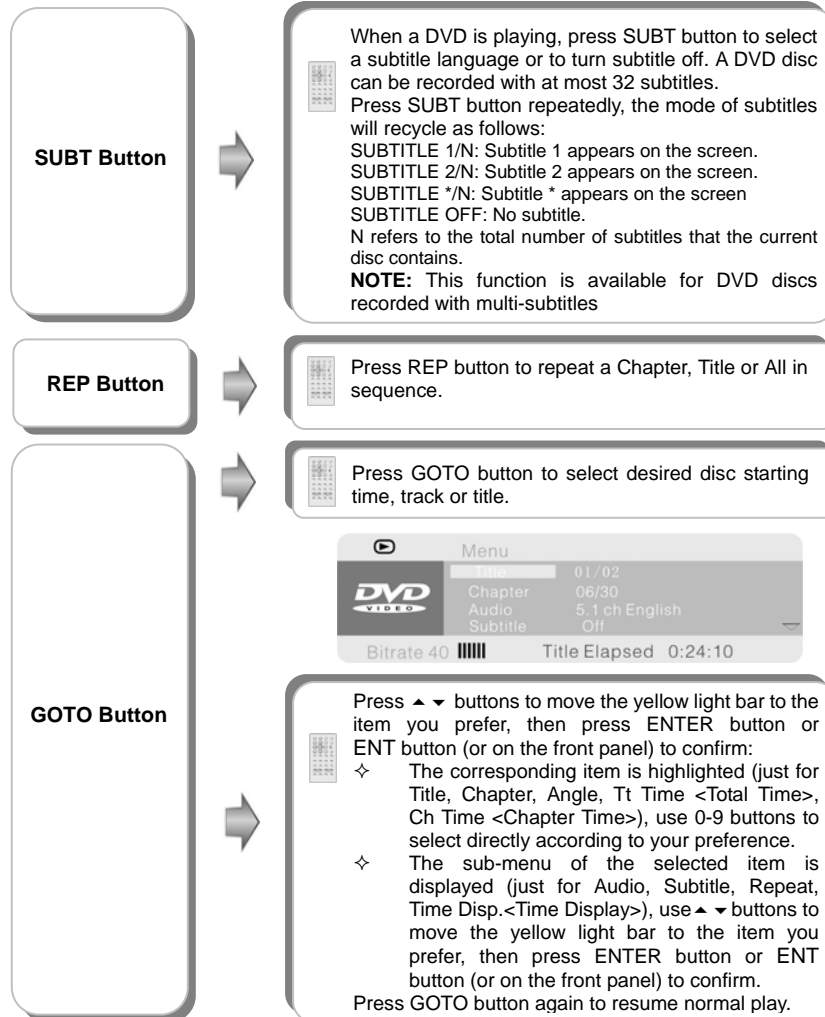 SUBT Button
When a DVD is playing, press SUBT button to select
a subtitle language or to turn subtitle off. A DVD disc
can be recorded with at most 32 subtitles.
Press SUBT button repeatedly, the mode of subtitles
will recycle as follows:
SUBTITLE 1/N: Subtitle 1 appears on the screen.
SUBTITLE 2/N: Subtitle 2 appears on the screen.
SUBTITLE */N: Subtitle * appears on the screen
SUBTITLE OFF: No subtitle.
N refers to the total number of subtitles that the current
disc contains.
NOTE: This function is available for DVD discs
recorded with multi-subtitles
REP Button
Press REP button to repeat a Chapter, Title or All in
sequence.
GOTO Button
Press GOTO button to select desired disc starting
time, track or title.
Menu
DVD
VIDEO
Title 01/02
Chapter 06/30
Audio 5.1 ch English
Subtitle Off
Bitrate 40 Title Elapsed 0:24:10
Press ▲ ▼ buttons to move the yellow light bar to the
item you prefer, then press ENTER button or
ENT button (or on the front panel) to confirm:
✧ The corresponding item is highlighted (just for
Title, Chapter, Angle, Tt Time <Total Time>,
Ch Time <Chapter Time>), use 0-9 buttons to
select directly according to your preference.
✧ The sub-menu of the selected item is
displayed (just for Audio, Subtitle, Repeat,
Time Disp.<Time Display>), use ▲ ▼ buttons to
move the yellow light bar to the item you
prefer, then press ENTER button or ENT
button (or on the front panel) to confirm.
Press GOTO button again to resume normal play.